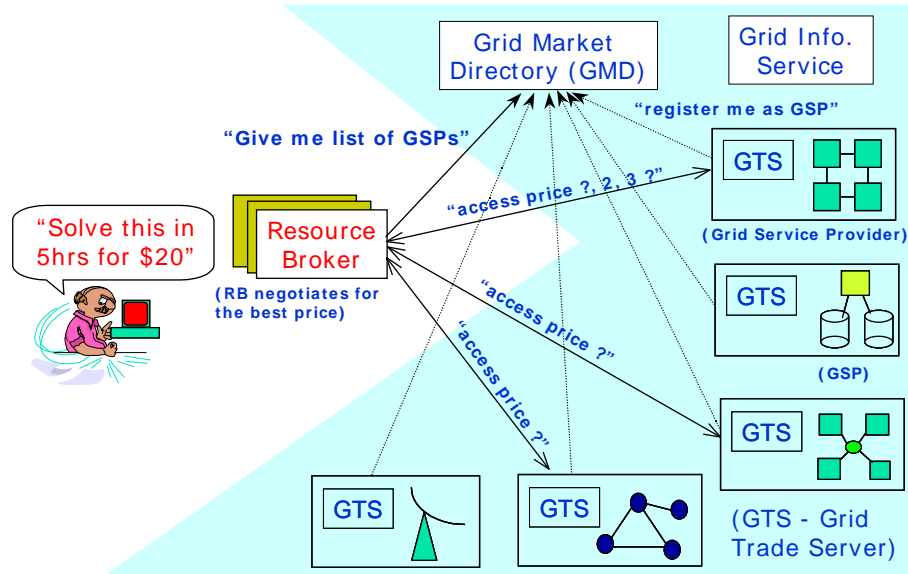 Grid Market
Directory (GMD)
Grid Info.
Service
“register me as GSP”
“Give me list of GSPs”
GTS
“access price ?, 2, 3 ?”
(Grid Service Provider)
“Solve this in
5hrs for $20”
Resource
Broker
(RB negotiates for
the best price)
GTS
(GSP)
“access price ?”
“access
price ?”
GTS
GTS
GTS
(GTS - Grid
Trade Server)